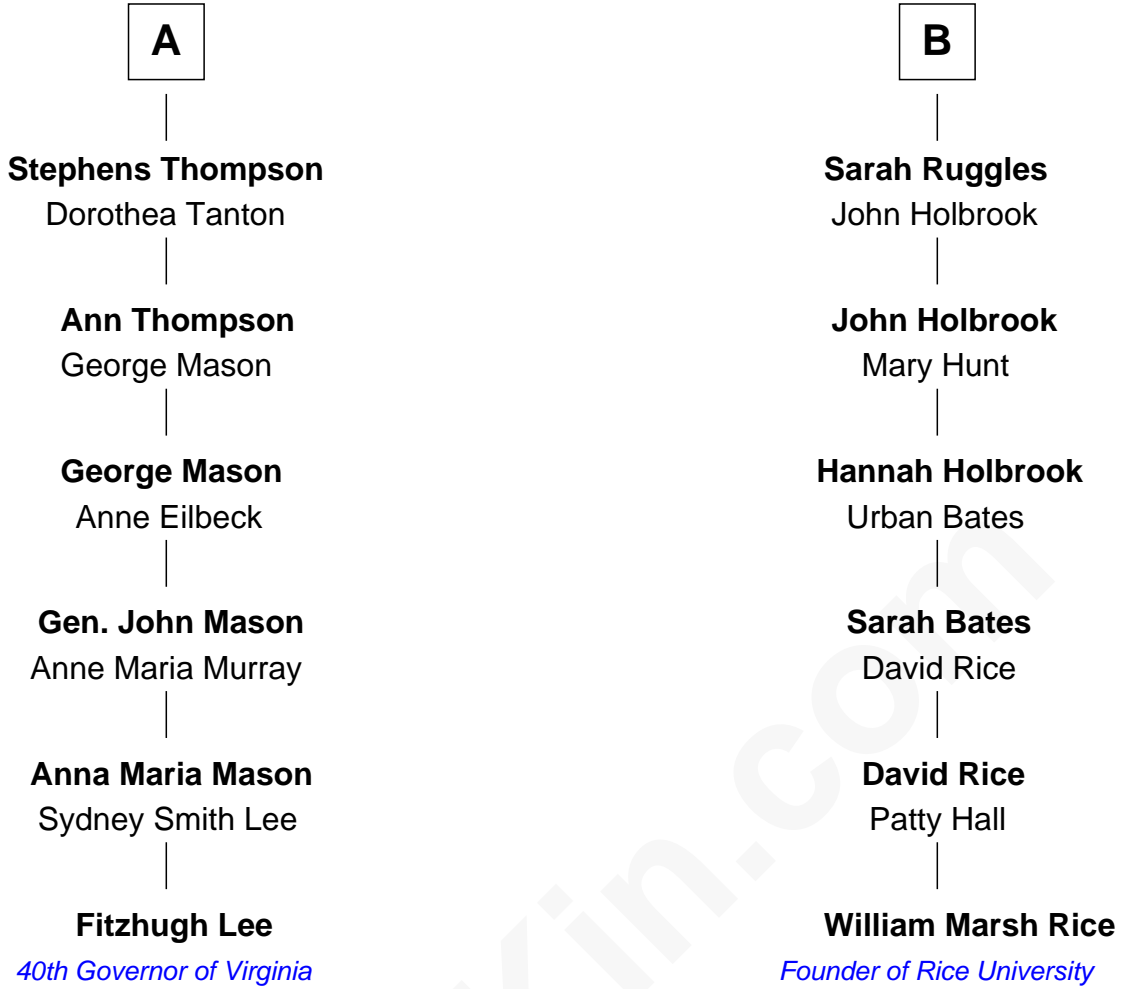 A
Stephens Thompson
Dorothea Tanton
Ann Thompson
George Mason
George Mason
Anne Eilbeck
Gen. John Mason
Anne Maria Murray
Anna Maria Mason
Sydney Smith Lee
Fitzhugh Lee
40th Governor of Virginia
B
Sarah Ruggles
John Holbrook
John Holbrook
Mary Hunt
Hannah Holbrook
Urban Bates
Sarah Bates
David Rice
David Rice
Patty Hall
William Marsh Rice
Founder of Rice University
Kin.com